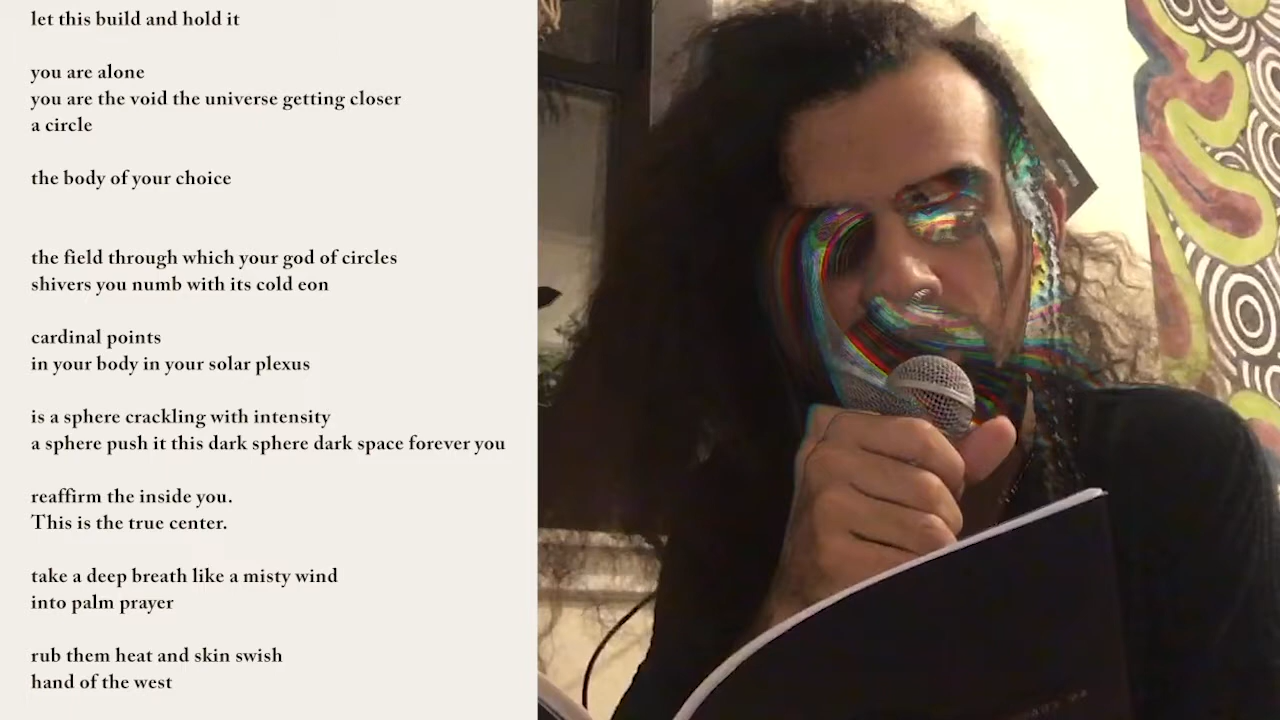 let this build and hold it
you are alone
you are the void the universe getting closer
a circle
the body of your choice
the field through which your god of circles
shivers you numb with its cold eon
cardinal points
in your body in your solar plexus
is a sphere crackling with intensity
a sphere push it this dark sphere dark space forever you
reaffirm the inside you.
This is the true center.
take a deep breath like a misty wind
into palm prayer
rub them heat and skin swish
hand of the west